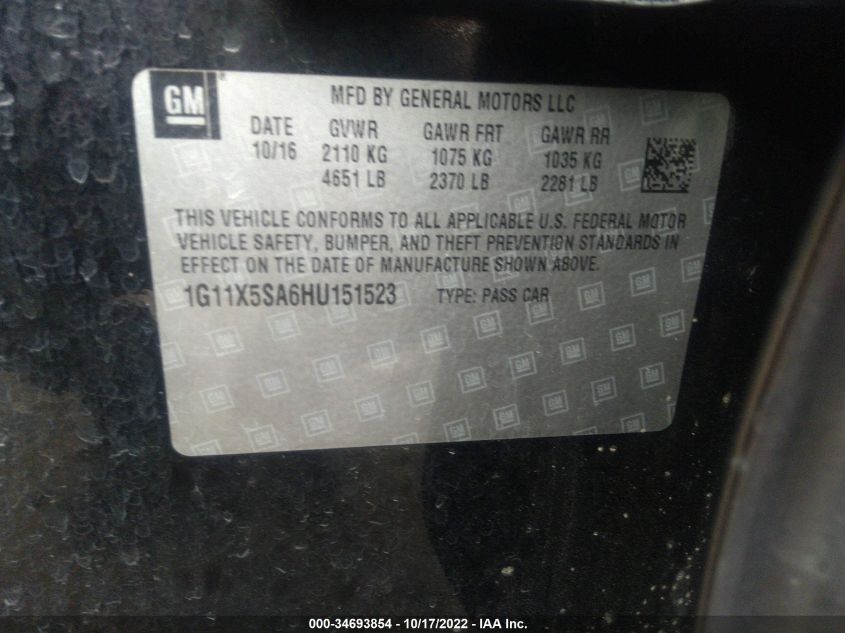 GM ® MFD BY GENERAL MOTORS LLC
DATE GVWR GAWR FRT GAWR RR
10/16 2110 KG 1075 KG 1035 KG
4651 LB 2370 LB 2281 LB
THIS VEHICLE CONFORMS TO ALL APPLICABLE U.S. FEDERAL MOTOR
VEHICLE SAFETY, BUMPER, AND THEFT PREVENTION STANDARDS IN
EFFECT ON THE DATE OF MANUFACTURE SHOWN ABOVE.
1G11X5SA6HU151523 TYPE: PASS CAR
000-34693854 - 10/17/2022 - IAA Inc.